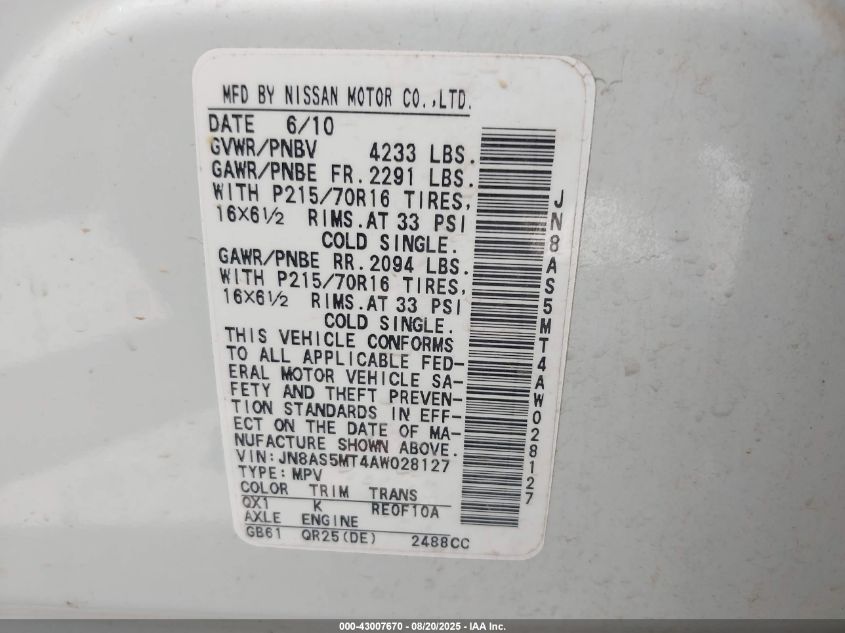 MFD BY NISSAN MOTOR CO.,LTD.
DATE 6/10
GVWR/PNBV 4233 LBS.
GAWR/PNBE FR. 2291 LBS.
WITH P215/70R16 TIRES,
16X6½ RIMS. AT 33 PSI
COLD SINGLE.
GAWR/PNBE RR. 2094 LBS.
WITH P215/70R16 TIRES,
16X6½ RIMS. AT 33 PSI
COLD SINGLE.
THIS VEHICLE CONFORMS
TO ALL APPLICABLE FED-
ERAL MOTOR VEHICLE SA-
FETY AND THEFT PREVEN-
TION STANDARDS IN EFF-
ECT ON THE DATE OF MA-
NUFACTURE SHOWN ABOVE.
VIN: JN8AS5MT4AW028127
TYPE: MPV
COLOR TRIM TRANS
QX1 K RE0F10A
AXLE ENGINE
GB61 QR25(DE) 2488CC
JN8AS5MT4AW028127
000-43007670 - 08/20/2025 - IAA Inc.